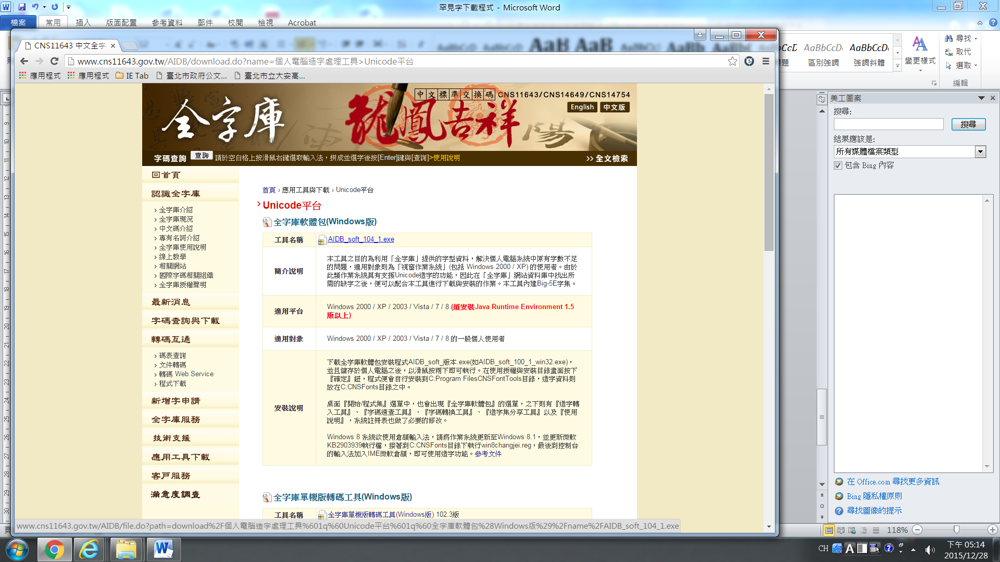 罕見字下載程式 - Microsoft Word
檔案 常用 插入 版面配置 參考資料 郵件 校閱 檢視 Acrobat
CNS11643 中文全字
www.cns11643.gov.tw/AIDB/download.do?name=個人電腦造字處理工具>Unicode平台
應用程式 應用程式 IE Tab 臺北市政府公文... 臺北市立大安高...
中文標準交換碼 CNS11643/CNS14649/CNS14754
English 中文版
全字庫 龍鳳吉祥
字碼查詢 查詢 請於空白格上按滑鼠右鍵選取輸入法，拼成並選字後按[Enter]鍵與[查詢]>使用說明 >> 全文檢索
回首頁
認識全字庫
› 全字庫介紹
› 全字庫現況
› 中文碼介紹
› 專有名詞介紹
› 全字庫使用說明
› 線上教學
› 相關網站
› 國際字碼相關組織
› 全字庫授權聲明
最新消息
字碼查詢與下載
轉碼互通
› 碼表查詢
› 文件轉碼
› 轉碼 Web Service
› 程式下載
新增字申請
全字庫服務
技術支援
應用工具下載
客戶服務
滿意度調查
首頁 › 應用工具與下載 › Unicode平台
Unicode平台
全字庫軟體包(Windows版)
工具名稱 AIDB_soft_104_1.exe
簡介說明
本工具之目的為利用「全字庫」提供的字型資料，解決個人電腦系統中原有字數不足
的問題，適用對象則為「視窗作業系統」(包括 Windows 2000 / XP) 的使用者。由於
此類作業系統具有支援Unicode造字的功能，因此在「全字庫」網站資料庫中找出所
需的缺字之後，便可以配合本工具進行下載與安裝的作業。本工具內建Big-5E字集。
適用平台
Windows 2000 / XP / 2003 / Vista / 7 / 8 (須安裝Java Runtime Environment 1.5
版以上)
適用對象 Windows 2000 / XP / 2003 / Vista / 7 / 8 的一般個人使用者
安裝說明
下載全字庫軟體包安裝程式AIDB_soft_版本.exe(如AIDB_soft_100_1_win32.exe)，
並且儲存於個人電腦之後，以滑鼠按兩下即可執行。在使用授權與安裝目錄畫面按下
『確定』鈕，程式便會自行安裝到C:Program FilesCNSFontTools目錄，造字資料則
放在C:CNSFonts目錄之中。
桌面『開始/程式集』選單中，也會出現『全字庫軟體包』的選單，之下則有『造字轉
入工具』、『字碼速查工具』、『字碼轉換工具』、『造字集分享工具』以及『使用
說明』，系統註冊表也做了必要的修改。
Windows 8 系統欲使用倉頡輸入法，請將作業系統更新至Windows 8.1，並更新微軟
KB2903939執行檔，接著到C:CNSFonts目錄下執行win8changjei.reg，最後到控制台
的輸入法加入IME微軟倉頡，即可使用造字功能。參考文件
全字庫單機版轉碼工具(Windows版)
工具名稱 全字庫單機版轉碼工具(Windows版) 102.3版
www.cns11643.gov.tw/AIDB/file.do?path=download%2F個人電腦造字處理工具%601q%60Unicode平台%601q%60全字庫軟體包%28Windows版%29%2Fname%2FAIDB_soft_104_1.exe
AaBbCcD AaBbCcD
區別強調 強調斜體
變更樣式
尋找
取代
選取
編輯
美工圖案
搜尋:
搜尋
結果應該是:
所有媒體檔案類型
包含 Bing 內容
在 Office.com 尋找更多資訊
Bing 隱私權原則
尋找圖像的提示
118%
CH
下午 05:14
2015/12/28